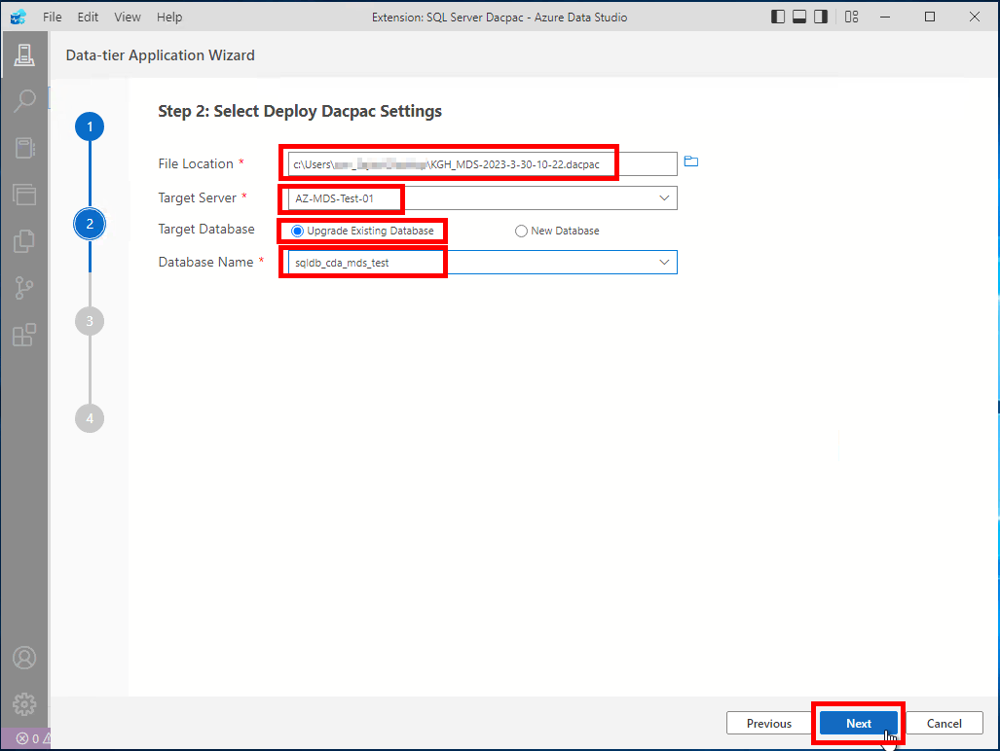 File Edit View Help Extension: SQL Server Dacpac - Azure Data Studio
Data-tier Application Wizard
1
Step 2: Select Deploy Dacpac Settings
File Location * c:\Users\ \KGH_MDS-2023-3-30-10-22.dacpac
Target Server * AZ-MDS-Test-01
2
Target Database Upgrade Existing Database New Database
Database Name * sqldb_cda_mds_test
3
4
Previous Next Cancel
0